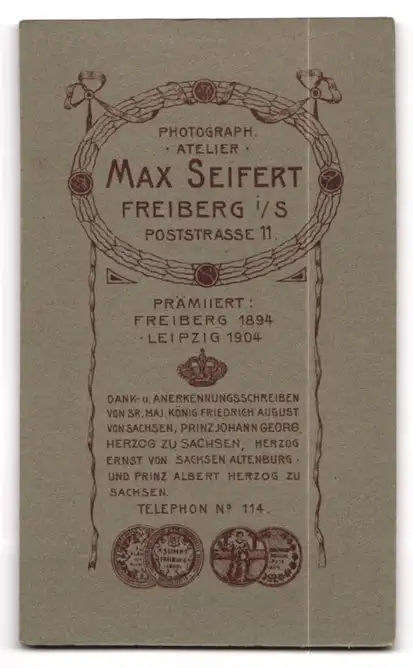 PHOTOGRAPH.
· ATELIER ·
MAX SEIFERT
FREIBERG i/S
POSTSTRASSE 11.
PRÄMIIERT:
FREIBERG 1894
· LEIPZIG 1904
DANK- u. ANERKENNUNGSSCHREIBEN
VON SR. MAJ. KÖNIG FRIEDRICH AUGUST
VON SACHSEN, PRINZ JOHANN GEORG
HERZOG ZU SACHSEN, HERZOG
ERNST VON SACHSEN ALTENBURG ·
UND PRINZ ALBERT HERZOG ZU
SACHSEN.
TELEPHON No 114.
SEIFERT
FREIBERG